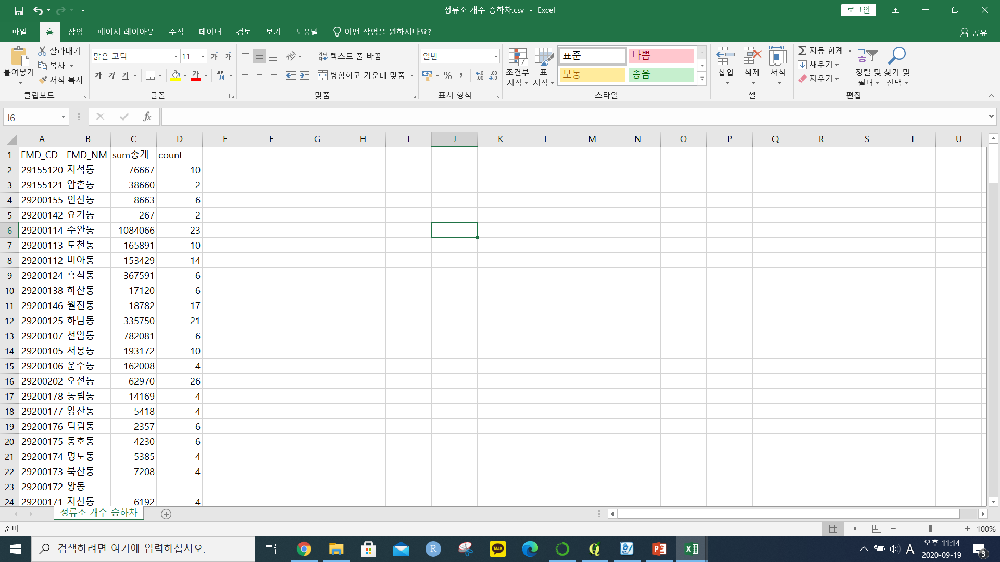 정류소 개수_승하차.csv - Excel
로그인
파일 홈 삽입 페이지 레이아웃 수식 데이터 검토 보기 도움말 어떤 작업을 원하시나요? 공유
붙여넣기 잘라내기 복사 서식 복사 클립보드
맑은 고딕 11 가 가 가 가 가 가 내천 글꼴
텍스트 줄 바꿈 병합하고 가운데 맞춤 맞춤
일반 % , 표시 형식
조건부 서식 표 서식 표준 나쁨 보통 좋음 스타일
삽입 삭제 서식 셀
자동 합계 채우기 지우기 정렬 및 필터 찾기 및 선택 편집
J6 fx
A B C D E F G H I J K L M N O P Q R S T U
1 EMD_CD EMD_NM sum총계 count
2 29155120 지석동 76667 10
3 29155121 압촌동 38660 2
4 29200155 연산동 8663 6
5 29200142 요기동 267 2
6 29200114 수완동 1084066 23
7 29200113 도천동 165891 10
8 29200112 비아동 153429 14
9 29200124 흑석동 367591 6
10 29200138 하산동 17120 6
11 29200146 월전동 18782 17
12 29200125 하남동 335750 21
13 29200107 선암동 782081 6
14 29200105 서봉동 193172 10
15 29200106 운수동 162008 4
16 29200202 오선동 62970 26
17 29200178 동림동 14169 4
18 29200177 양산동 5418 4
19 29200176 덕림동 2357 6
20 29200175 동호동 4230 6
21 29200174 명도동 5385 4
22 29200173 북산동 7208 4
23 29200172 왕동
24 29200171 지산동 6192 4
정류소 개수_승하차
준비 100%
검색하려면 여기에 입력하십시오.
TALK
A 오후 11:14
2020-09-19
3